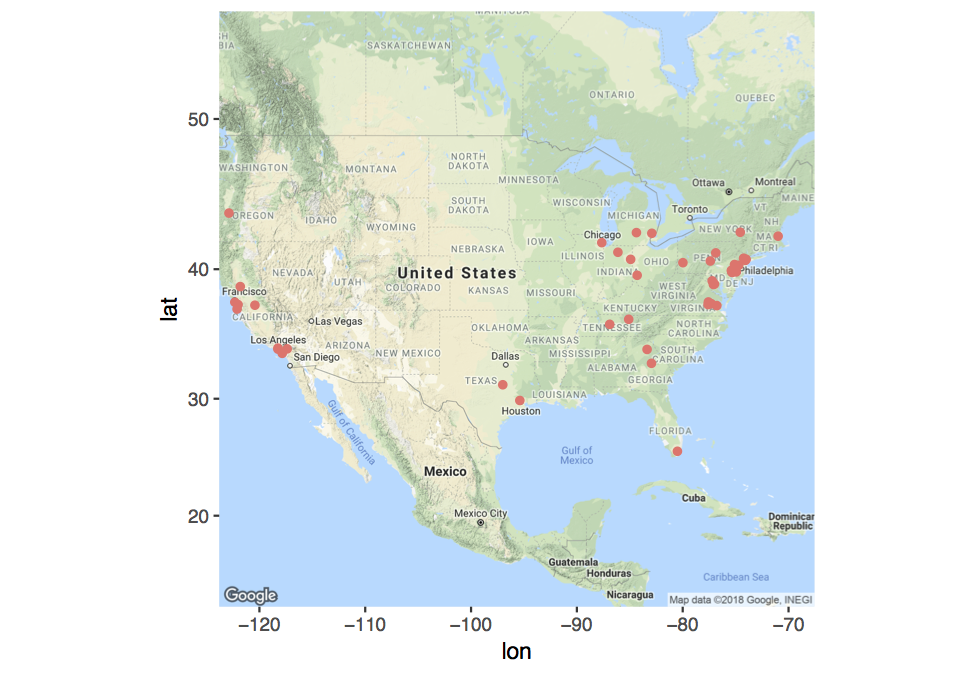 MANITOBA
SASKATCHEWAN
ONTARIO
QUEBEC
50
WASHINGTON
MONTANA
NORTH
DAKOTA
MINNESOTA
Ottawa
Montreal
OREGON
IDAHO
WYOMING
SOUTH
DAKOTA
WISCONSIN
MICHIGAN
Toronto
VT
MAINE
NH
NEW YORK
MA
CT RI
Chicago
IOWA
NEBRASKA
ILLINOIS
INDIANA
OHIO
PENN
40
NEVADA
UTAH
COLORADO
United States
KANSAS
MISSOURI
WEST
VIRGINIA
MD
DE NJ
Philadelphia
Francisco
CALIFORNIA
Las Vegas
KENTUCKY
VIRGINIA
Los Angeles
ARIZONA
NEW MEXICO
OKLAHOMA
ARKANSAS
TENNESSEE
NORTH
CAROLINA
San Diego
Dallas
MISSISSIPPI
ALABAMA
SOUTH
CAROLINA
GEORGIA
TEXAS
LOUISIANA
30
Houston
Gulf of California
FLORIDA
Gulf of
Mexico
Mexico
Cuba
20
Mexico City
Dominican
Republic
Guatemala
Honduras
Nicaragua
Caribbean Sea
Google
Map data ©2018 Google, INEGI
−120
−110
−100
−90
−80
−70
lon
lat